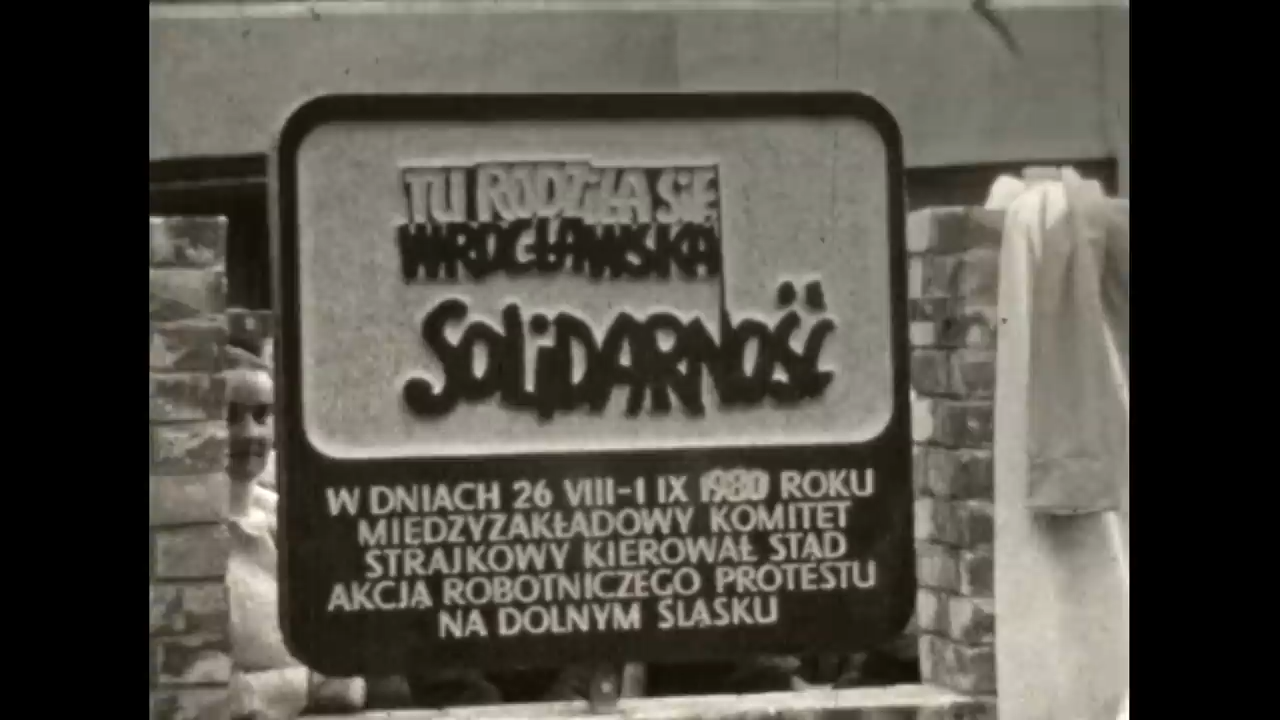 TU RODZIŁA SIĘ
WROCŁAWSKA
SOLIDARNOŚĆ
W DNIACH 26 VIII-1 IX 1980 ROKU
MIĘDZYZAKŁADOWY KOMITET
STRAJKOWY KIEROWAŁ STĄD
AKCJĄ ROBOTNICZEGO PROTESTU
NA DOLNYM ŚLĄSKU